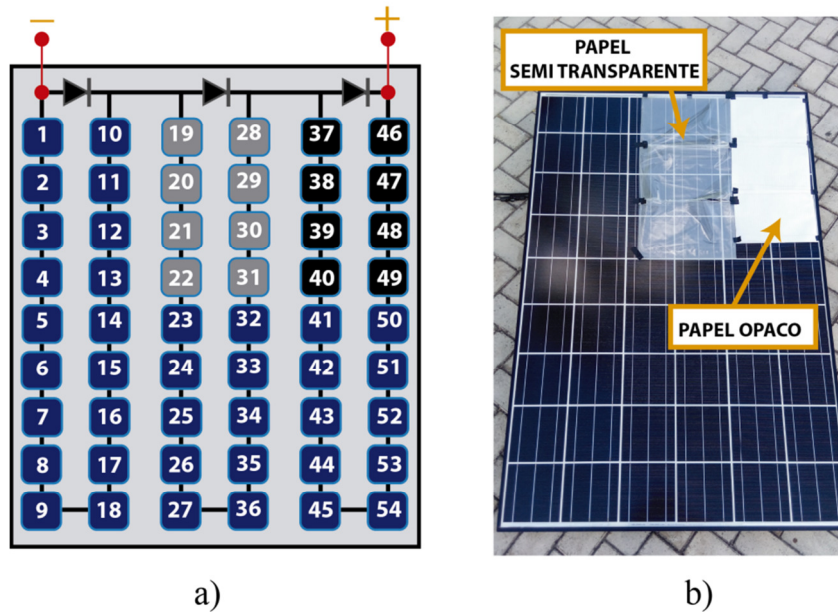 − +
1 10 19 28 37 46
2 11 20 29 38 47
3 12 21 30 39 48
4 13 22 31 40 49
5 14 23 32 41 50
6 15 24 33 42 51
7 16 25 34 43 52
8 17 26 35 44 53
9 18 27 36 45 54
a)
PAPEL
SEMI TRANSPARENTE
PAPEL OPACO
b)